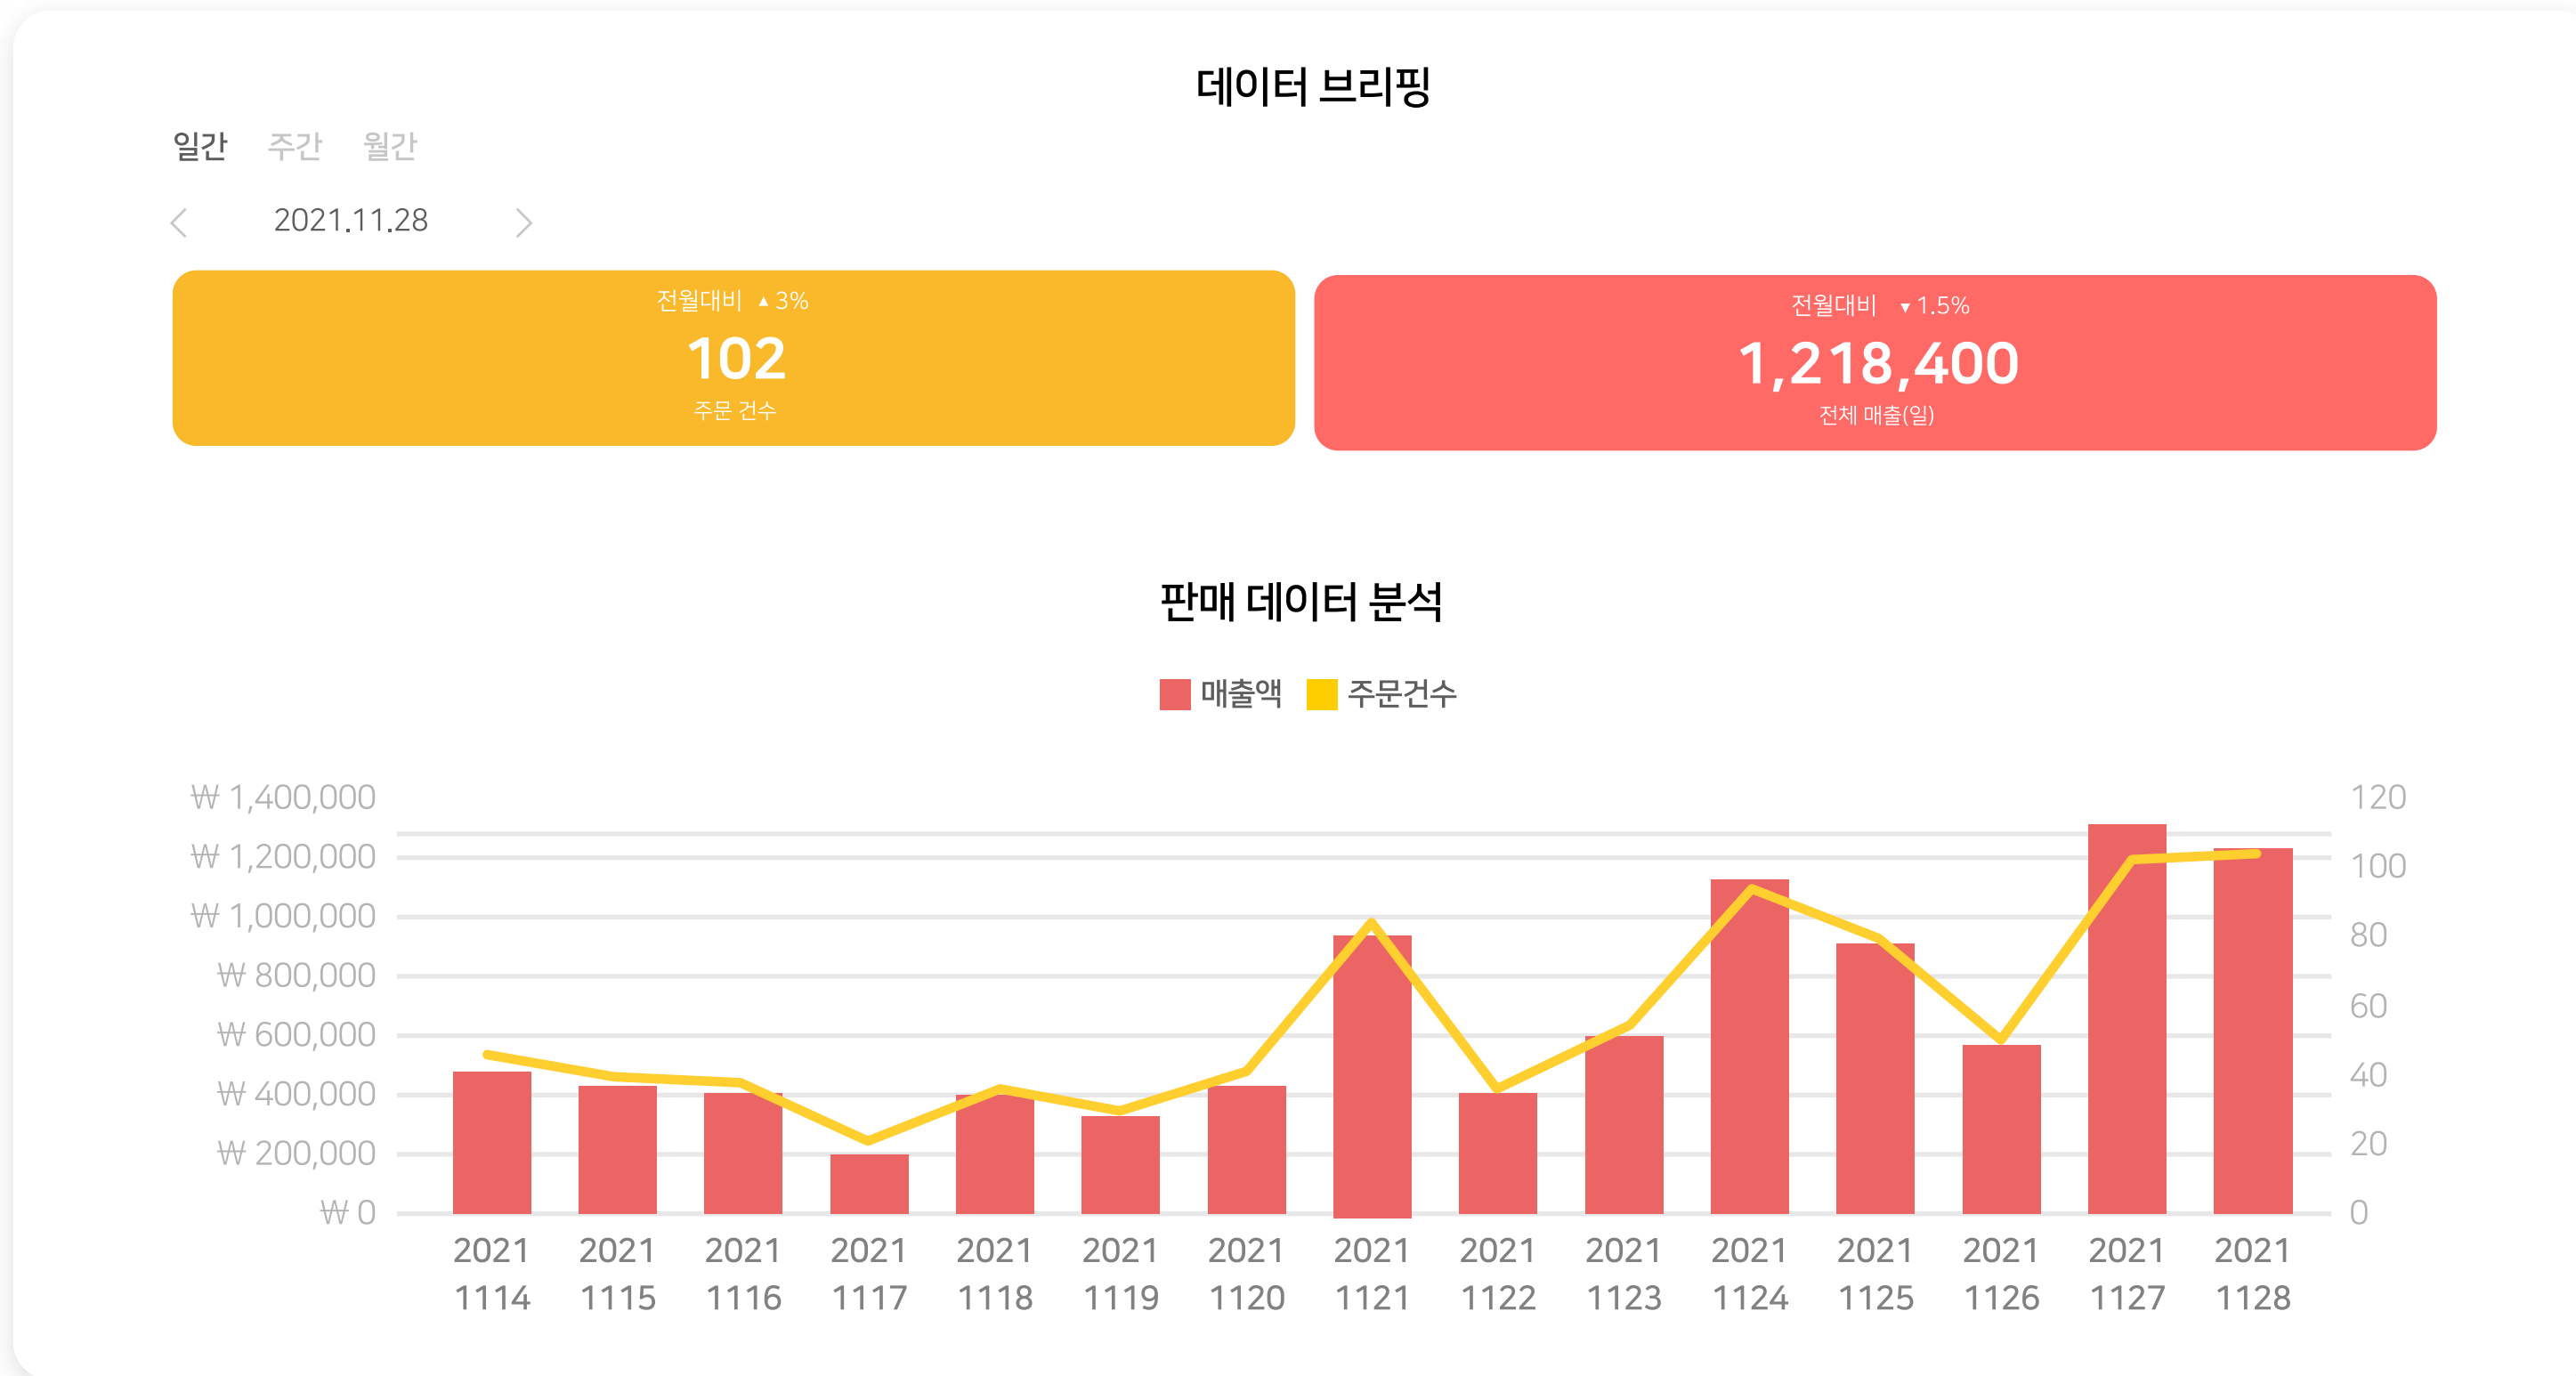 데이터 브리핑
일간 주간 월간
2021.11.28
전월대비 ▲ 3%
102
주문 건수
전월대비 ▼ 1.5%
1,218,400
전체 매출(일)
판매 데이터 분석
매출액 주문건수
₩ 1,400,000
₩ 1,200,000
₩ 1,000,000
₩ 800,000
₩ 600,000
₩ 400,000
₩ 200,000
₩ 0
120
100
80
60
40
20
0
2021 2021 2021 2021 2021 2021 2021 2021 2021 2021 2021 2021 2021 2021 2021
1114 1115 1116 1117 1118 1119 1120 1121 1122 1123 1124 1125 1126 1127 1128